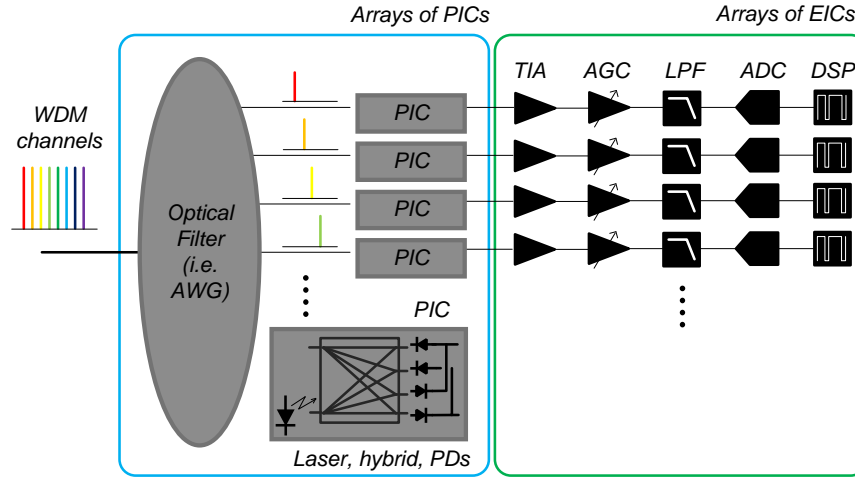 Arrays of PICs
Arrays of EICs
TIA AGC LPF ADC DSP
WDM
channels
PIC
PIC
PIC
PIC
Optical
Filter
(i.e.
AWG)
PIC
Laser, hybrid, PDs